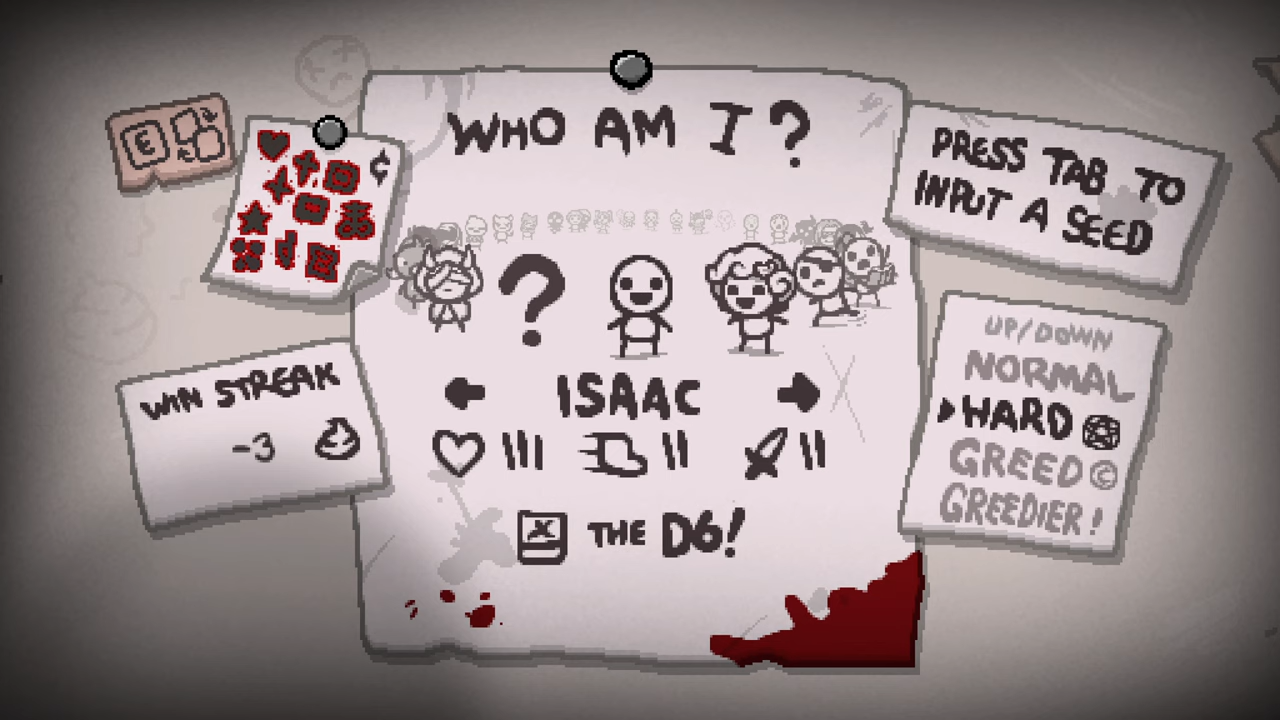 WHO AM I?
PRESS TAB TO
INPUT A SEED
WIN STREAK
-3
ISAAC
THE D6!
UP/DOWN
NORMAL
HARD
GREED
GREEDIER!